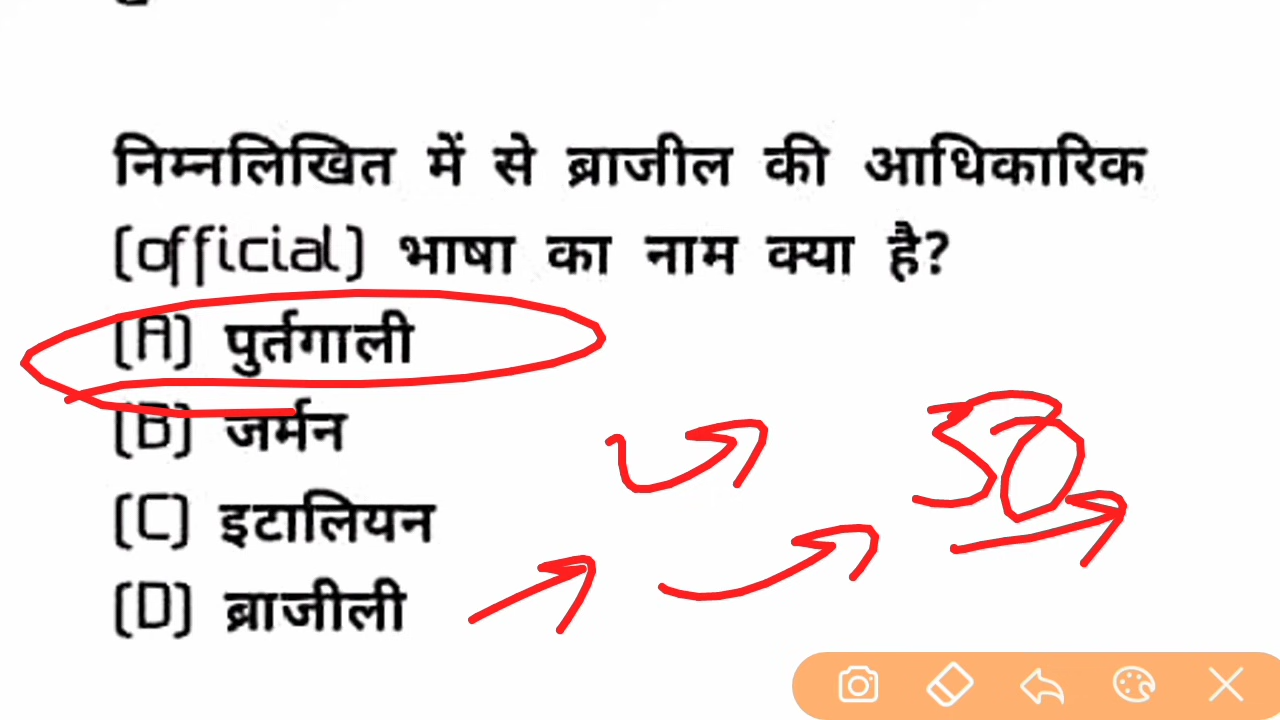 निम्नलिखित में से ब्राजील की आधिकारिक
(official) भाषा का नाम क्या है?
(A) पुर्तगाली
(B) जर्मन
(C) इटालियन
(D) ब्राजीली
50